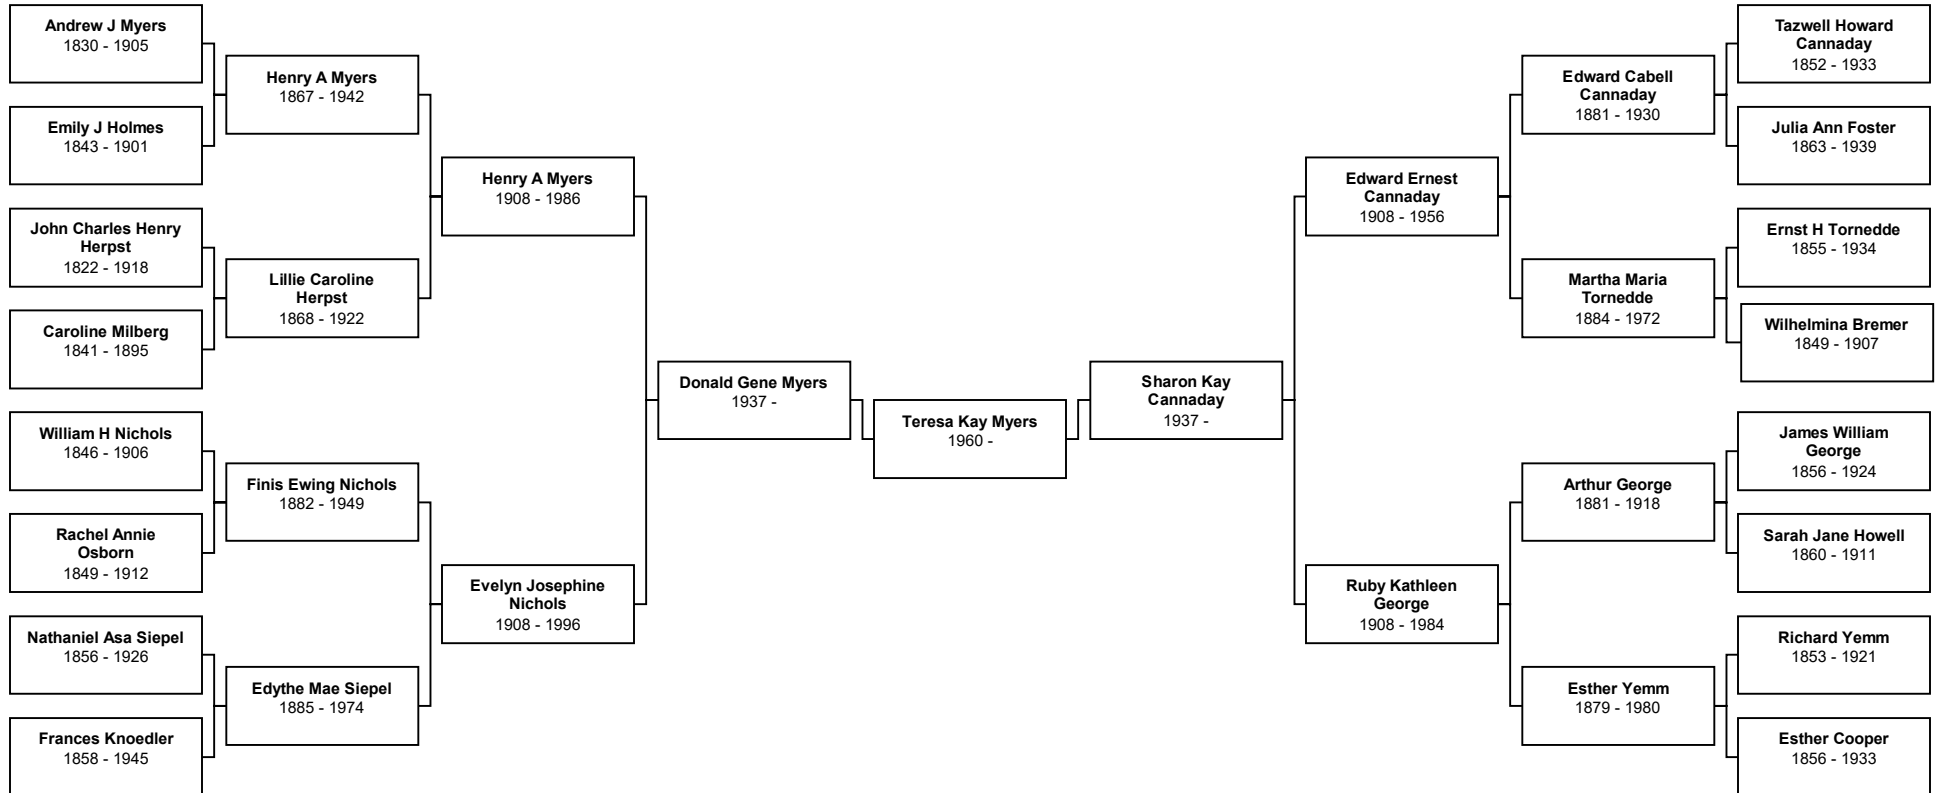 Andrew J Myers
1830 - 1905
Emily J Holmes
1843 - 1901
John Charles Henry
Herpst
1822 - 1918
Caroline Milberg
1841 - 1895
William H Nichols
1846 - 1906
Rachel Annie
Osborn
1849 - 1912
Nathaniel Asa Siepel
1856 - 1926
Frances Knoedler
1858 - 1945
Henry A Myers
1867 - 1942
Lillie Caroline
Herpst
1868 - 1922
Finis Ewing Nichols
1882 - 1949
Edythe Mae Siepel
1885 - 1974
Henry A Myers
1908 - 1986
Evelyn Josephine
Nichols
1908 - 1996
Donald Gene Myers
1937 -
Teresa Kay Myers
1960 -
Sharon Kay
Cannaday
1937 -
Edward Ernest
Cannaday
1908 - 1956
Ruby Kathleen
George
1908 - 1984
Edward Cabell
Cannaday
1881 - 1930
Martha Maria
Tornedde
1884 - 1972
Arthur George
1881 - 1918
Esther Yemm
1879 - 1980
Tazwell Howard
Cannaday
1852 - 1933
Julia Ann Foster
1863 - 1939
Ernst H Tornedde
1855 - 1934
Wilhelmina Bremer
1849 - 1907
James William
George
1856 - 1924
Sarah Jane Howell
1860 - 1911
Richard Yemm
1853 - 1921
Esther Cooper
1856 - 1933